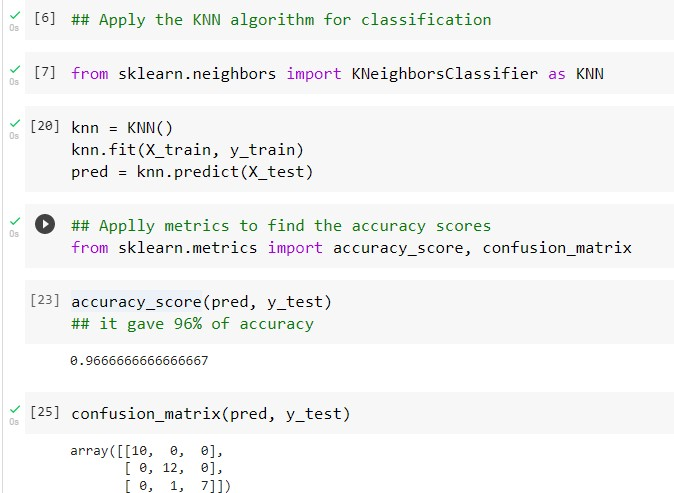 [6] ## Apply the KNN algorithm for classification
0s
[7] from sklearn.neighbors import KNeighborsClassifier as KNN
0s
[20] knn = KNN()
0s
knn.fit(X_train, y_train)
pred = knn.predict(X_test)
## Applly metrics to find the accuracy scores
0s
from sklearn.metrics import accuracy_score, confusion_matrix
[23] accuracy_score(pred, y_test)
## it gave 96% of accuracy
0.9666666666666667
[25] confusion_matrix(pred, y_test)
0s
array([[10, 0, 0],
[ 0, 12, 0],
[ 0, 1, 7]])